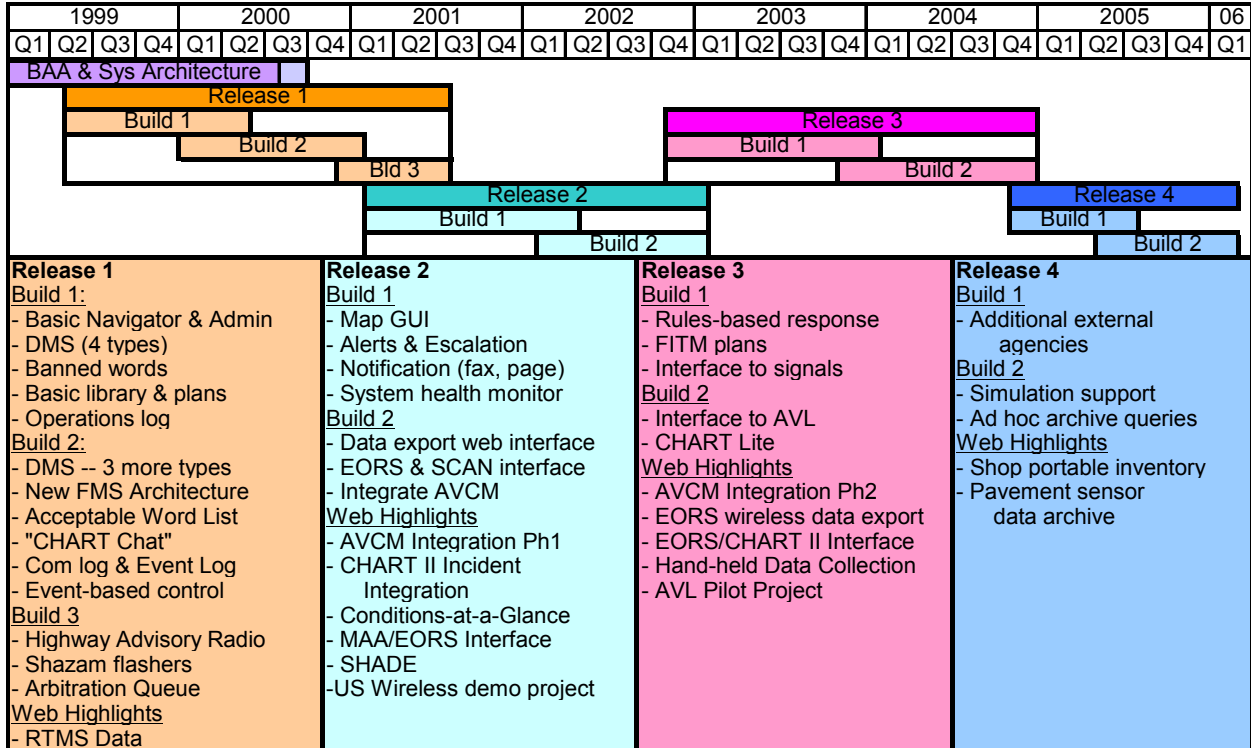 1999 2000 2001 2002 2003 2004 2005 06
Q1 Q2 Q3 Q4 Q1 Q2 Q3 Q4 Q1 Q2 Q3 Q4 Q1 Q2 Q3 Q4 Q1 Q2 Q3 Q4 Q1 Q2 Q3 Q4 Q1 Q2 Q3 Q4 Q1
BAA & Sys Architecture
Release 1
Build 1 Release 3
Build 2 Build 1
Bld 3 Build 2
Release 2 Release 4
Build 1 Build 1
Build 2 Build 2
Release 1
Build 1:
- Basic Navigator & Admin
- DMS (4 types)
- Banned words
- Basic library & plans
- Operations log
Build 2:
- DMS -- 3 more types
- New FMS Architecture
- Acceptable Word List
- "CHART Chat"
- Com log & Event Log
- Event-based control
Build 3
- Highway Advisory Radio
- Shazam flashers
- Arbitration Queue
Web Highlights
- RTMS Data
Release 2
Build 1
- Map GUI
- Alerts & Escalation
- Notification (fax, page)
- System health monitor
Build 2
- Data export web interface
- EORS & SCAN interface
- Integrate AVCM
Web Highlights
- AVCM Integration Ph1
- CHART II Incident
Integration
- Conditions-at-a-Glance
- MAA/EORS Interface
- SHADE
-US Wireless demo project
Release 3
Build 1
- Rules-based response
- FITM plans
- Interface to signals
Build 2
- Interface to AVL
- CHART Lite
Web Highlights
- AVCM Integration Ph2
- EORS wireless data export
- EORS/CHART II Interface
- Hand-held Data Collection
- AVL Pilot Project
Release 4
Build 1
- Additional external
agencies
Build 2
- Simulation support
- Ad hoc archive queries
Web Highlights
- Shop portable inventory
- Pavement sensor
data archive